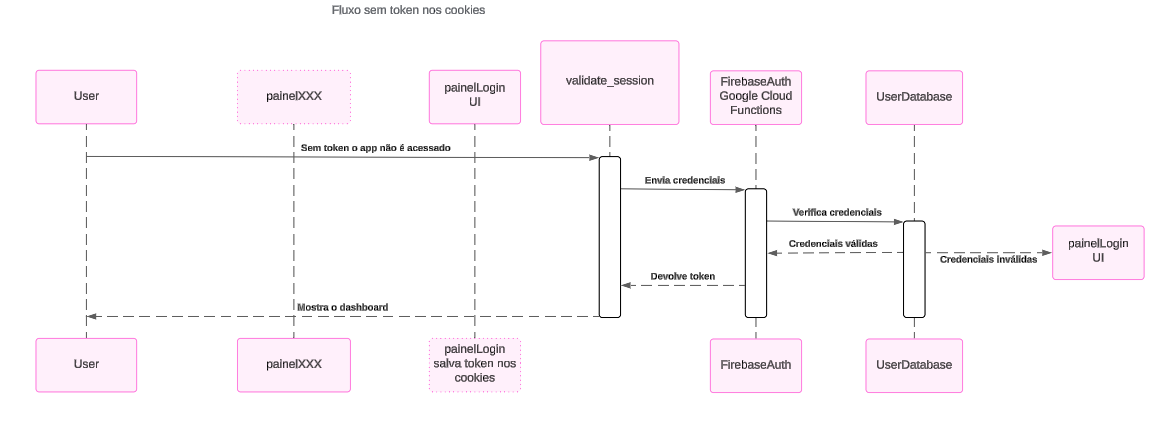 Fluxo sem token nos cookies
User
painelXXX
painelLogin
UI
validate_session
FirebaseAuth
Google Cloud
Functions
UserDatabase
Sem token o app não é acessado
Envia credenciais
Verifica credenciais
Credenciais válidas
Credenciais inválidas
painelLogin
UI
Devolve token
Mostra o dashboard
User
painelXXX
painelLogin
salva token nos
cookies
FirebaseAuth
UserDatabase